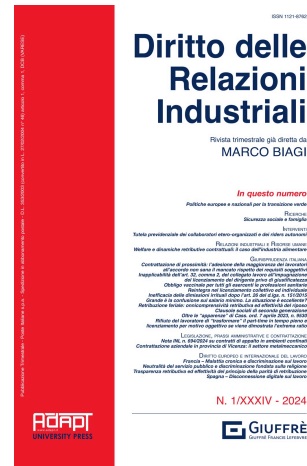 ISSN 1121-8762
Diritto delle
Relazioni
Industriali
Rivista trimestrale già diretta da
MARCO BIAGI
In questo numero
Politiche europee e nazionali per la transizione verde
RICERCHE
Sicurezza sociale e famiglia
INTERVENTI
Tutela previdenziale dei collaboratori etero-organizzati e dei riders autonomi
RELAZIONI INDUSTRIALI E RISORSE UMANE
Welfare e dinamiche retributive contrattuali: il caso dell'industria alimentare
GIURISPRUDENZA ITALIANA
Contrattazione di prossimità: l'adesione della maggioranza dei lavoratori
all'accordo non sana il mancato rispetto dei requisiti soggettivi
Inapplicabilità dell'art. 32, comma 2, del collegato lavoro all'impugnazione
del licenziamento del dirigente privo di giustificatezza
Obbligo vaccinale per tutti gli esercenti le professioni sanitarie
Reintegra nel licenziamento collettivo ed individuale
Inefficacia delle dimissioni irrituali dopo l'art. 26 del d.lgs. n. 151/2015
Grande è la confusione sul salario minimo. La situazione è eccellente?
Retribuzione feriale: onnicomprensività retributiva ed effettività del riposo
Clausole sociali di seconda generazione
Oltre le "apparenze" di Cass. ord. 7 aprile 2023, n. 9530
Rifiuto del lavoratore di "trasformare" il part-time in tempo pieno e
licenziamento per motivo oggettivo se viene dimostrata l'extrema ratio
LEGISLAZIONE, PRASSI AMMINISTRATIVE E CONTRATTAZIONE
Nota INL n. 694/2024 su contratti di appalto in ambienti confinati
Contrattazione aziendale in provincia di Vicenza: il settore metalmeccanico
DIRITTO EUROPEO E INTERNAZIONALE DEL LAVORO
Francia – Malattia cronica e discriminazione sul lavoro
Neutralità del servizio pubblico e discriminazione fondata sulla religione
Trasparenza retributiva ed effettività del principio della parità di retribuzione
Spagna – Disconnessione digitale sul lavoro
N. 1/XXXIV - 2024
ADAPT
UNIVERSITY PRESS
GIUFFRÈ
GIUFFRÈ FRANCIS LEFEBVRE